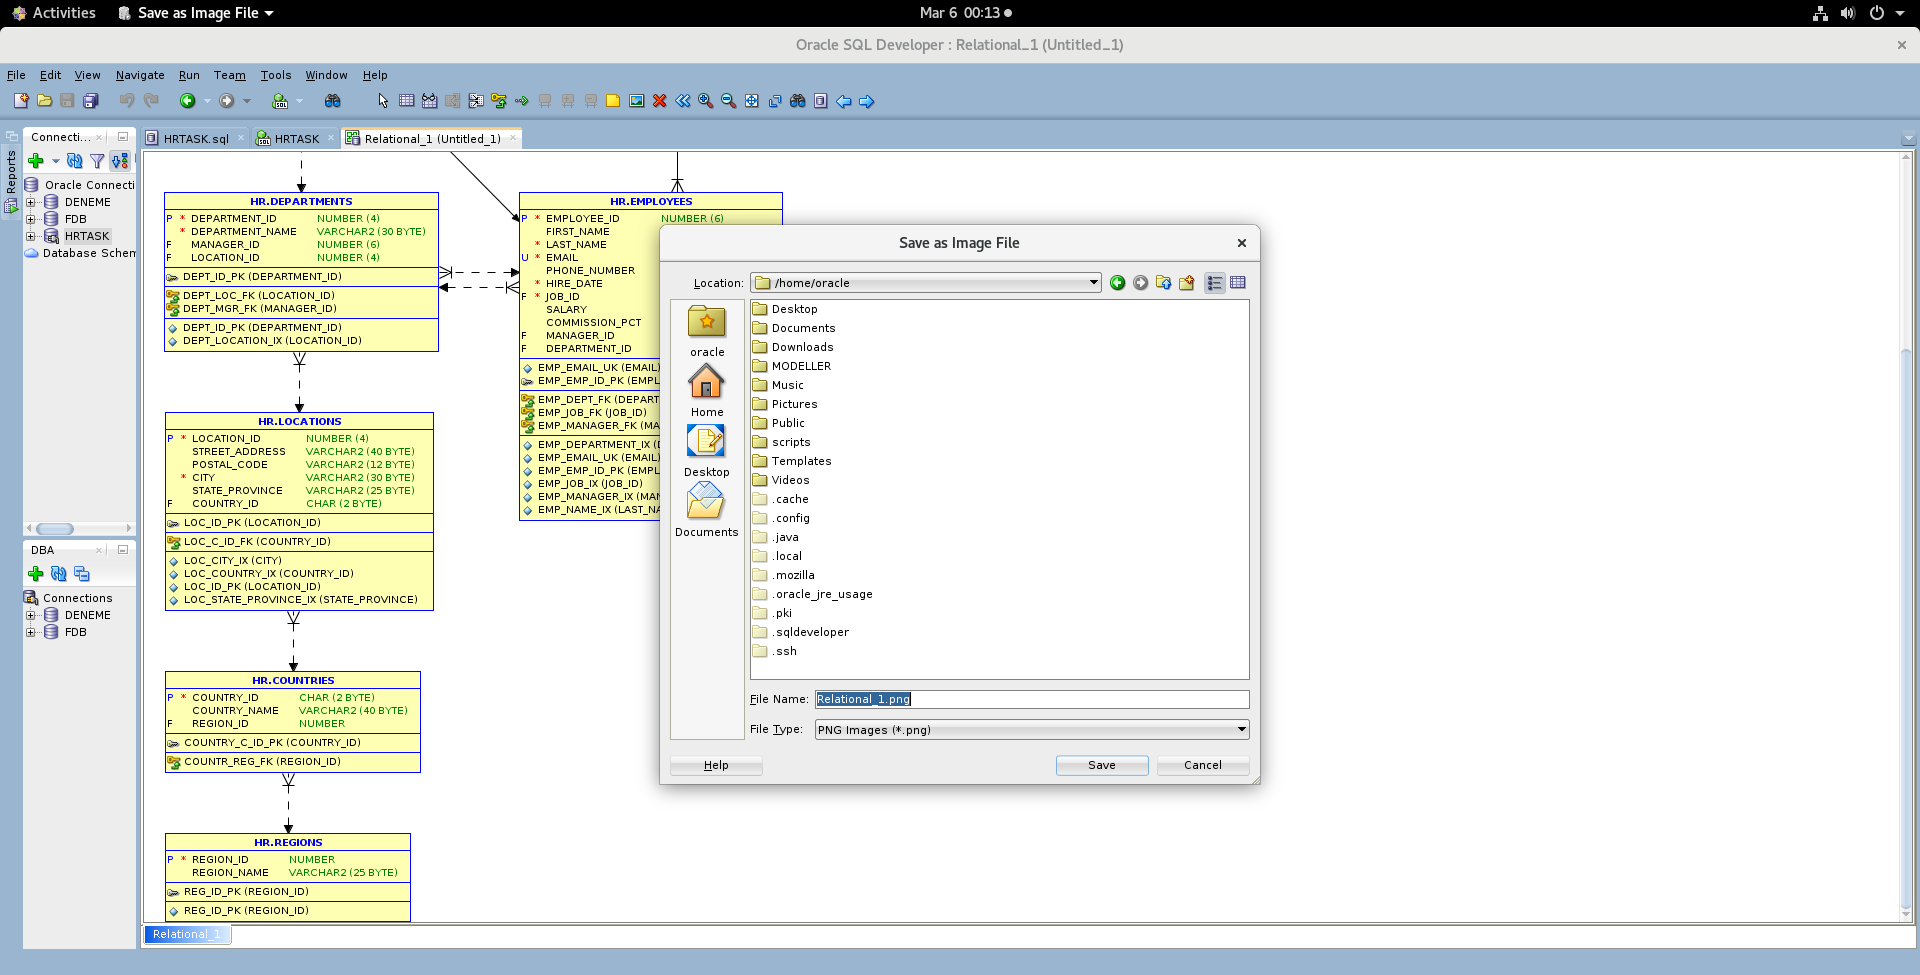 Activities
Save as Image File
Mar 6 00:13
Oracle SQL Developer : Relational_1 (Untitled_1)
File Edit View Navigate Run Team Tools Window Help
Connecti...
HRTASK.sql
HRTASK
Relational_1 (Untitled_1)
Reports
Oracle Connecti
DENEME
FDB
HRTASK
Database Schem
DBA
Connections
DENEME
FDB
HR.DEPARTMENTS
P * DEPARTMENT_ID NUMBER (4)
* DEPARTMENT_NAME VARCHAR2 (30 BYTE)
F MANAGER_ID NUMBER (6)
F LOCATION_ID NUMBER (4)
DEPT_ID_PK (DEPARTMENT_ID)
DEPT_LOC_FK (LOCATION_ID)
DEPT_MGR_FK (MANAGER_ID)
DEPT_ID_PK (DEPARTMENT_ID)
DEPT_LOCATION_IX (LOCATION_ID)
HR.LOCATIONS
P * LOCATION_ID NUMBER (4)
STREET_ADDRESS VARCHAR2 (40 BYTE)
POSTAL_CODE VARCHAR2 (12 BYTE)
* CITY VARCHAR2 (30 BYTE)
STATE_PROVINCE VARCHAR2 (25 BYTE)
F COUNTRY_ID CHAR (2 BYTE)
LOC_ID_PK (LOCATION_ID)
LOC_C_ID_FK (COUNTRY_ID)
LOC_CITY_IX (CITY)
LOC_COUNTRY_IX (COUNTRY_ID)
LOC_ID_PK (LOCATION_ID)
LOC_STATE_PROVINCE_IX (STATE_PROVINCE)
HR.COUNTRIES
P * COUNTRY_ID CHAR (2 BYTE)
COUNTRY_NAME VARCHAR2 (40 BYTE)
F REGION_ID NUMBER
COUNTRY_C_ID_PK (COUNTRY_ID)
COUNTR_REG_FK (REGION_ID)
HR.REGIONS
P * REGION_ID NUMBER
REGION_NAME VARCHAR2 (25 BYTE)
REG_ID_PK (REGION_ID)
REG_ID_PK (REGION_ID)
HR.EMPLOYEES
P * EMPLOYEE_ID NUMBER (6)
FIRST_NAME
* LAST_NAME
U * EMAIL
PHONE_NUMBER
* HIRE_DATE
F * JOB_ID
SALARY
COMMISSION_PCT
F MANAGER_ID
F DEPARTMENT_ID
EMP_EMAIL_UK (EMAIL)
EMP_EMP_ID_PK (EMPL
EMP_DEPT_FK (DEPART
EMP_JOB_FK (JOB_ID)
EMP_MANAGER_FK (MA
EMP_DEPARTMENT_IX (D
EMP_EMAIL_UK (EMAIL)
EMP_EMP_ID_PK (EMPL
EMP_JOB_IX (JOB_ID)
EMP_MANAGER_IX (MAN
EMP_NAME_IX (LAST_NA
Save as Image File
Location: /home/oracle
oracle
Home
Desktop
Documents
Desktop
Documents
Downloads
MODELLER
Music
Pictures
Public
scripts
Templates
Videos
.cache
.config
.java
.local
.mozilla
.oracle_jre_usage
.pki
.sqldeveloper
.ssh
File Name: Relational_1.png
File Type: PNG Images (*.png)
Help Save Cancel
Relational_1